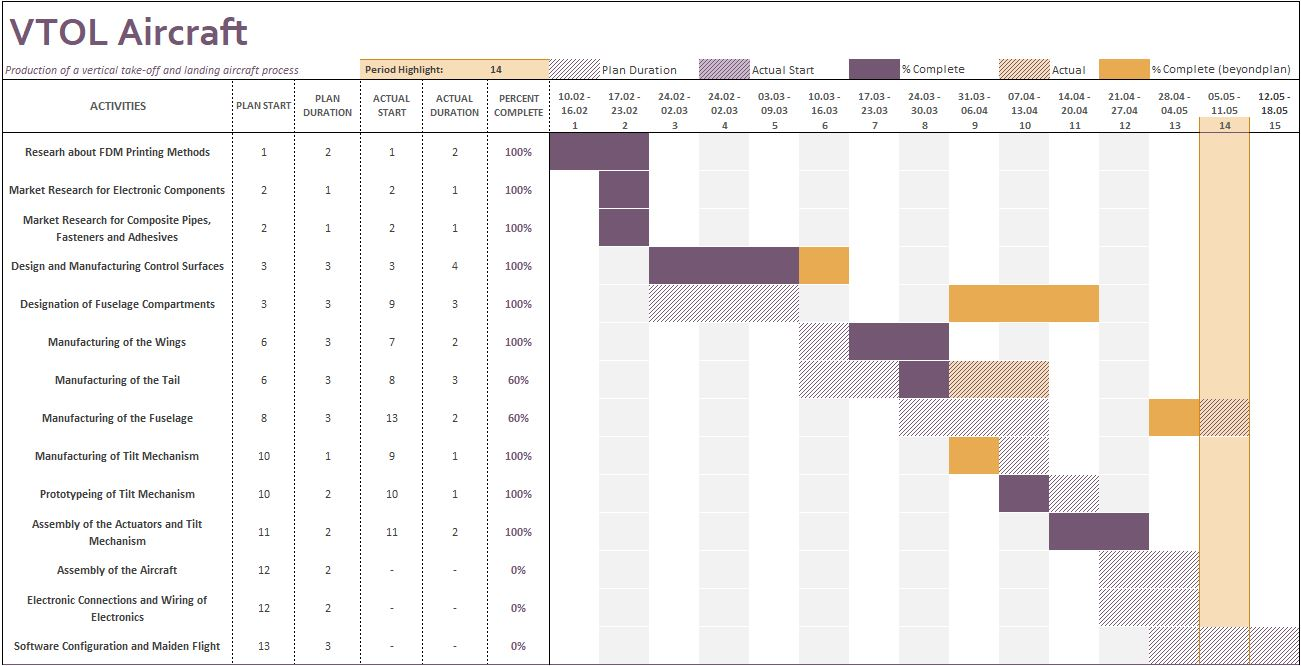 VTOL Aircraft
Production of a vertical take-off and landing aircraft process
Period Highlight: 14
Plan Duration
Actual Start
% Complete
Actual
% Complete (beyondplan)
ACTIVITIES PLAN START PLAN DURATION ACTUAL START ACTUAL DURATION PERCENT COMPLETE
10.02 - 16.02 1
17.02 - 23.02 2
24.02 - 02.03 3
24.02 - 02.03 4
03.03 - 09.03 5
10.03 - 16.03 6
17.03 - 23.03 7
24.03 - 30.03 8
31.03 - 06.04 9
07.04 - 13.04 10
14.04 - 20.04 11
21.04 - 27.04 12
28.04 - 04.05 13
05.05 - 11.05 14
12.05 - 18.05 15
Researh about FDM Printing Methods 1 2 1 2 100%
Market Research for Electronic Components 2 1 2 1 100%
Market Research for Composite Pipes,
Fasteners and Adhesives 2 1 2 1 100%
Design and Manufacturing Control Surfaces 3 3 3 4 100%
Designation of Fuselage Compartments 3 3 9 3 100%
Manufacturing of the Wings 6 3 7 2 100%
Manufacturing of the Tail 6 3 8 3 60%
Manufacturing of the Fuselage 8 3 13 2 60%
Manufacturing of Tilt Mechanism 10 1 9 1 100%
Prototypeing of Tilt Mechanism 10 2 10 1 100%
Assembly of the Actuators and Tilt
Mechanism 11 2 11 2 100%
Assembly of the Aircraft 12 2 - - 0%
Electronic Connections and Wiring of
Electronics 12 2 - - 0%
Software Configuration and Maiden Flight 13 3 - - 0%